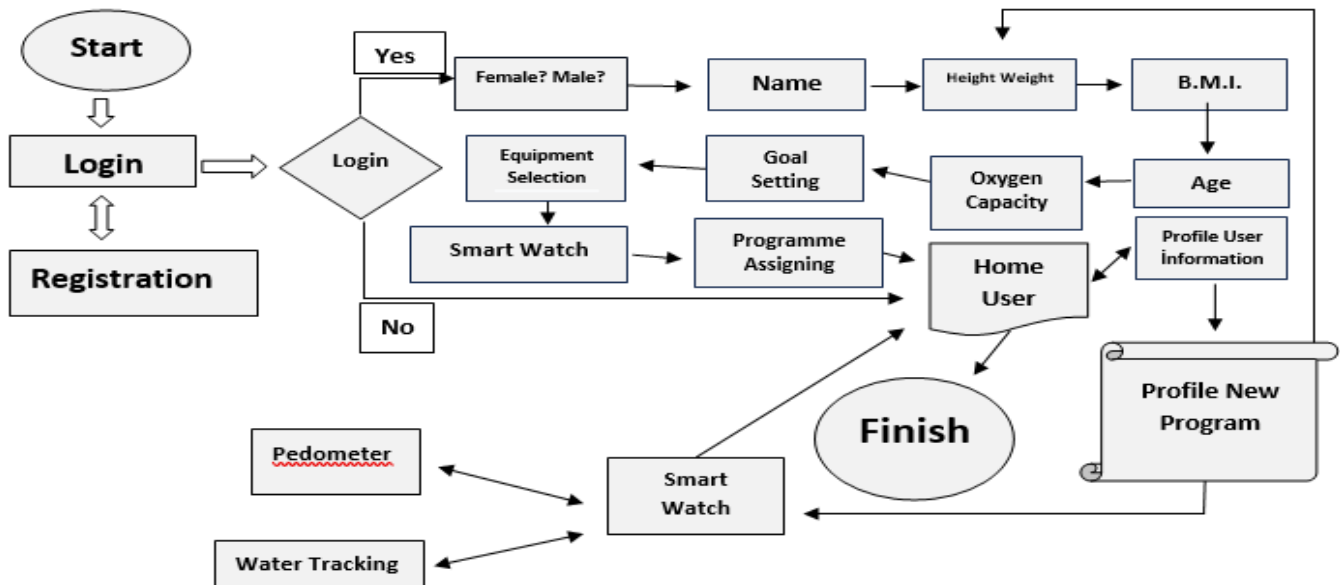 Start
Yes
Female? Male?
Name
Height Weight
B.M.I.
Login
Login
Equipment
Selection
Goal
Setting
Oxygen
Capacity
Age
Registration
Smart Watch
Programme
Assigning
Home
User
Profile User
İnformation
No
Profile New
Program
Finish
Pedometer
Smart
Watch
Water Tracking